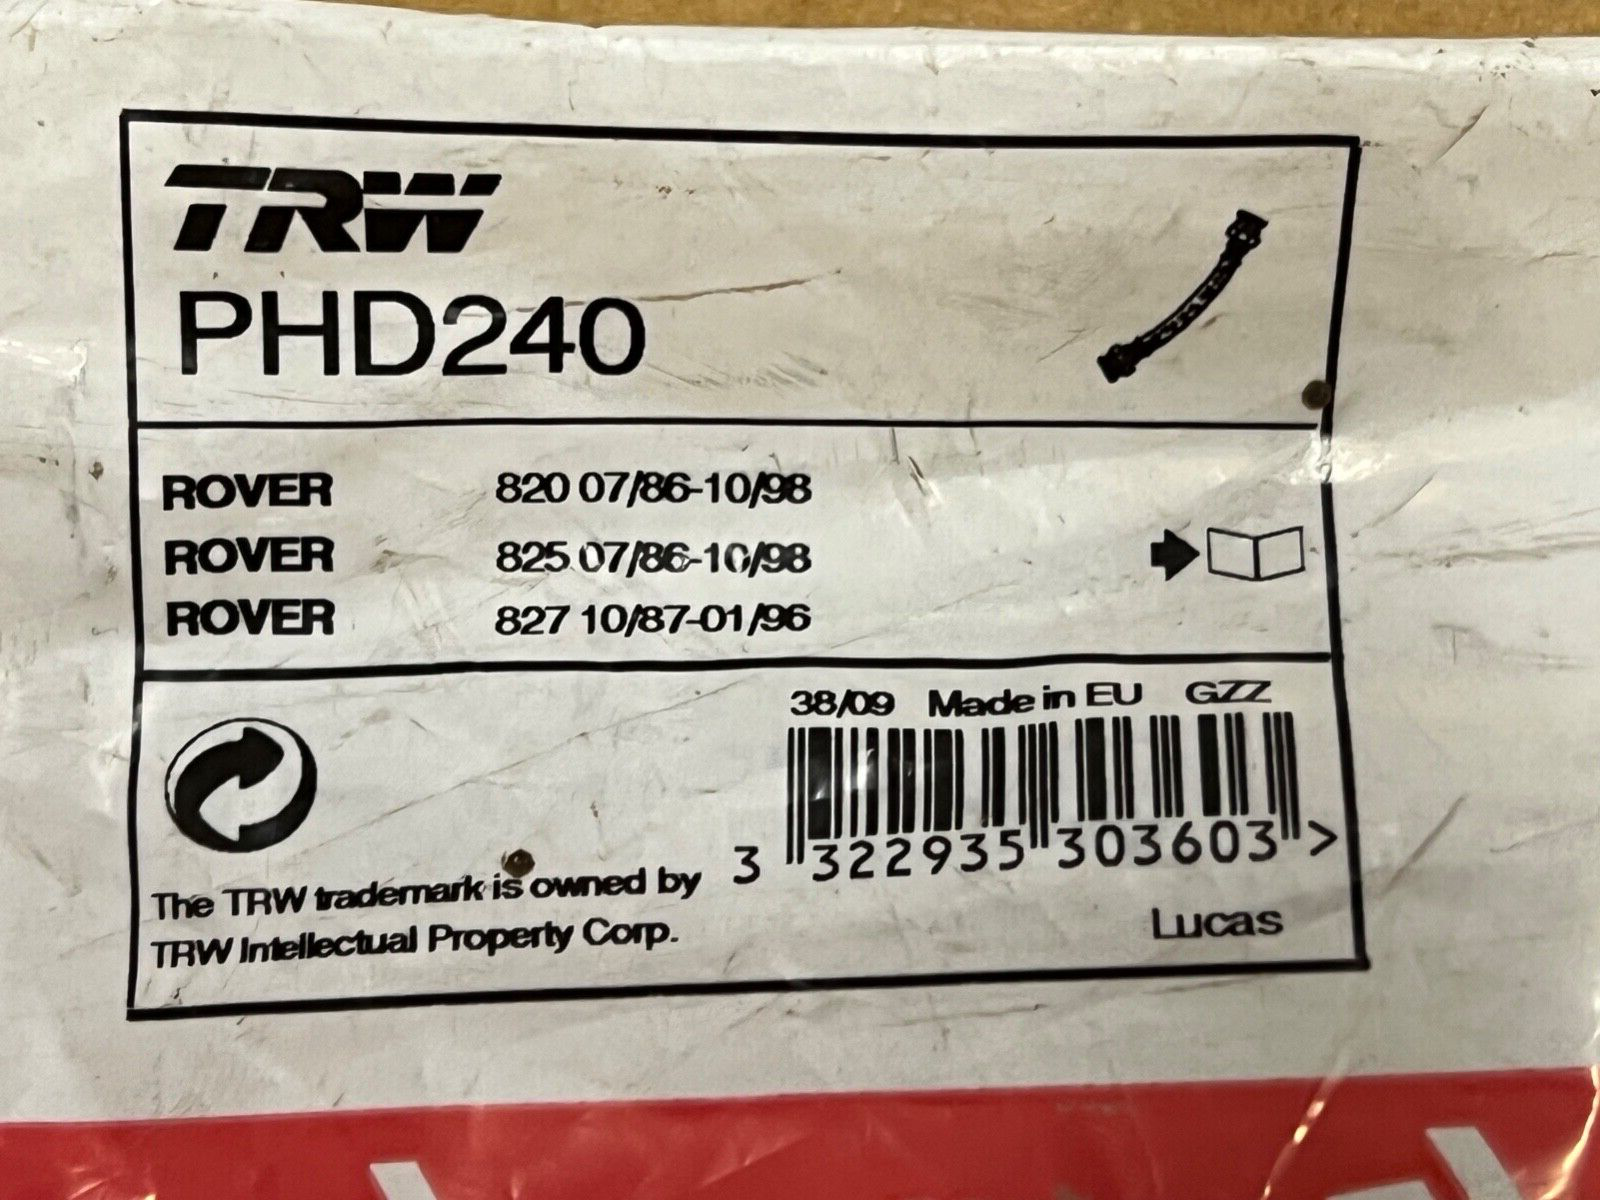 TRW
PHD240
ROVER 820 07/86-10/98
ROVER 825 07/86-10/98
ROVER 827 10/87-01/96
38/09 Made in EU GZZ
3 322935 303603 >
The TRW trademark is owned by
TRW Intellectual Property Corp.
Lucas